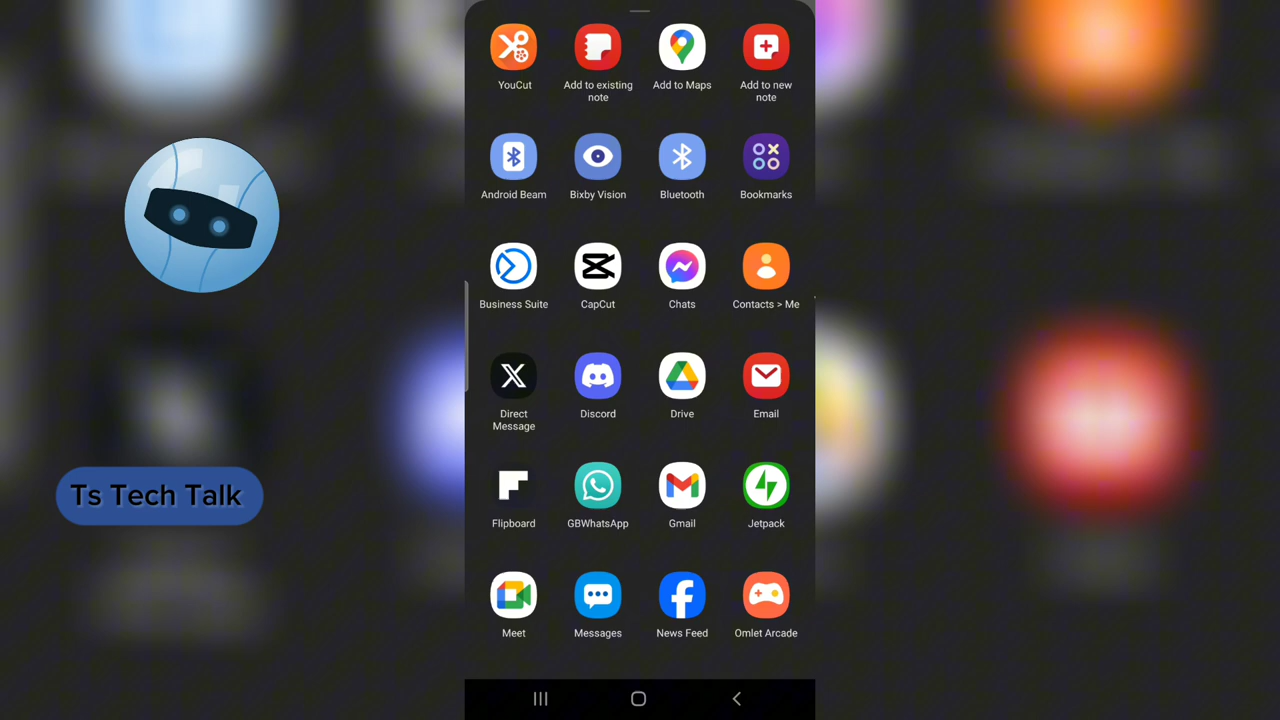 YouCut
Add to existing
note
Add to Maps
Add to new
note
Android Beam
Bixby Vision
Bluetooth
Bookmarks
Business Suite
CapCut
Chats
Contacts > Me
Direct
Message
Discord
Drive
Email
Ts Tech Talk
Flipboard
GBWhatsApp
Gmail
Jetpack
Meet
Messages
News Feed
Omlet Arcade